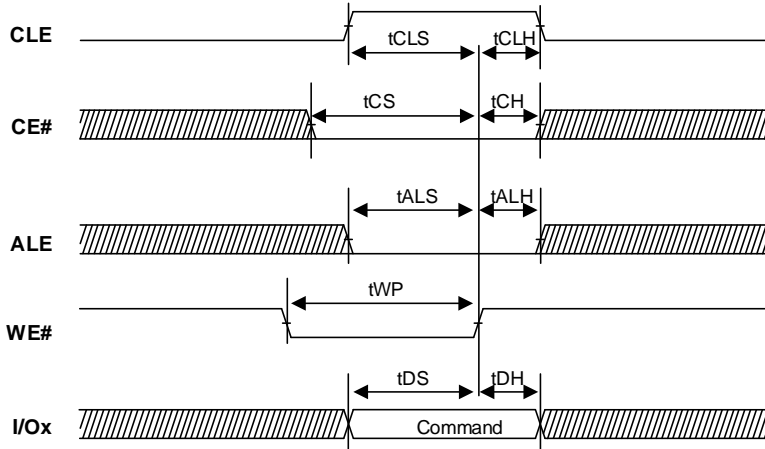 CLE
tCLS
tCLH
CE#
tCS
tCH
ALE
tALS
tALH
WE#
tWP
I/Ox
tDS
tDH
Command